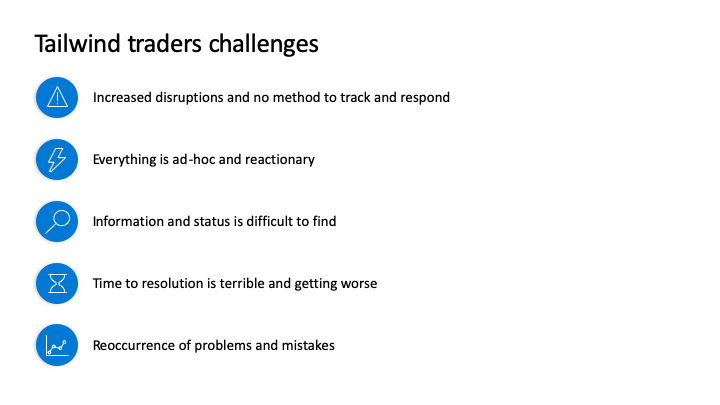 Tailwind traders challenges
Increased disruptions and no method to track and respond
Everything is ad-hoc and reactionary
Information and status is difficult to find
Time to resolution is terrible and getting worse
Reoccurrence of problems and mistakes